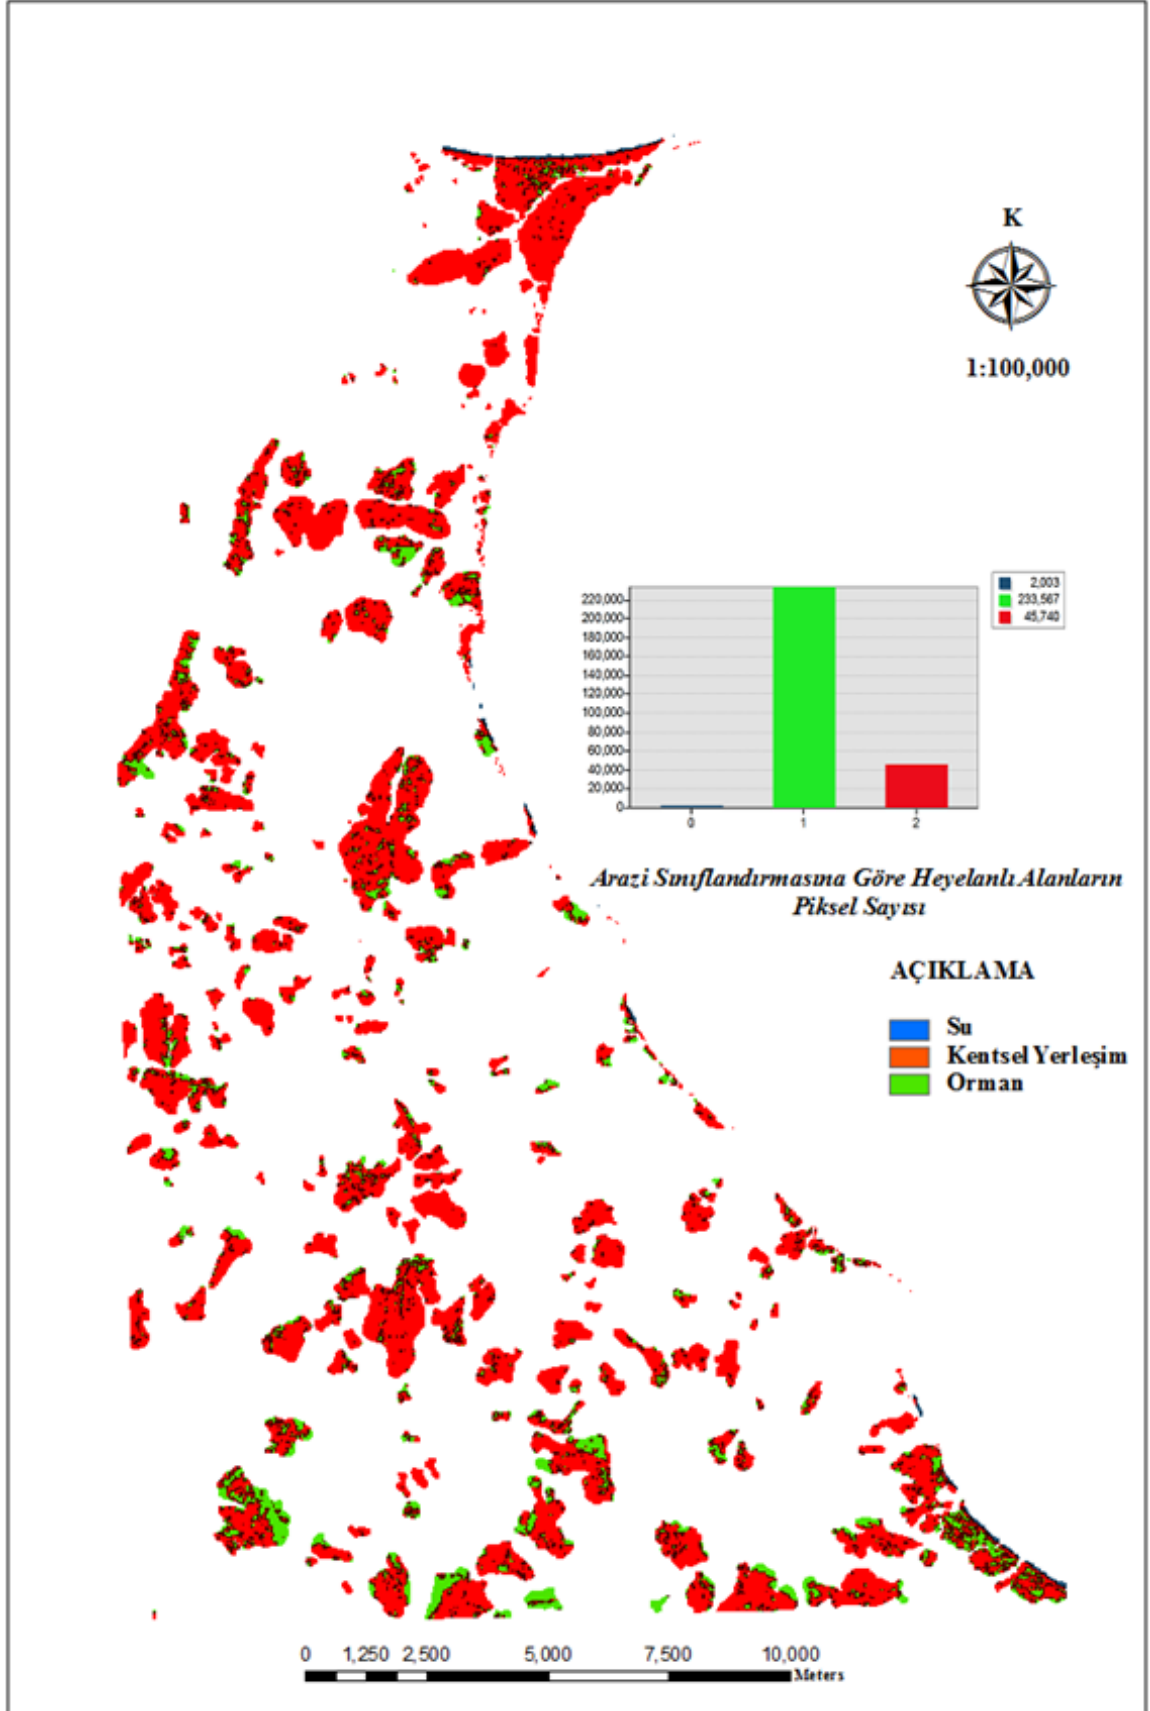 K
1:100,000
2,003
233,567
45,740
220,000
200,000
180,000
160,000
140,000
120,000
100,000
80,000
60,000
40,000
20,000
0
0 1 2
Arazi Sınıflandırmasına Göre Heyelanlı Alanların
Piksel Sayısı
AÇIKLAMA
Su
Kentsel Yerleşim
Orman
0 1,250 2,500 5,000 7,500 10,000
Meters